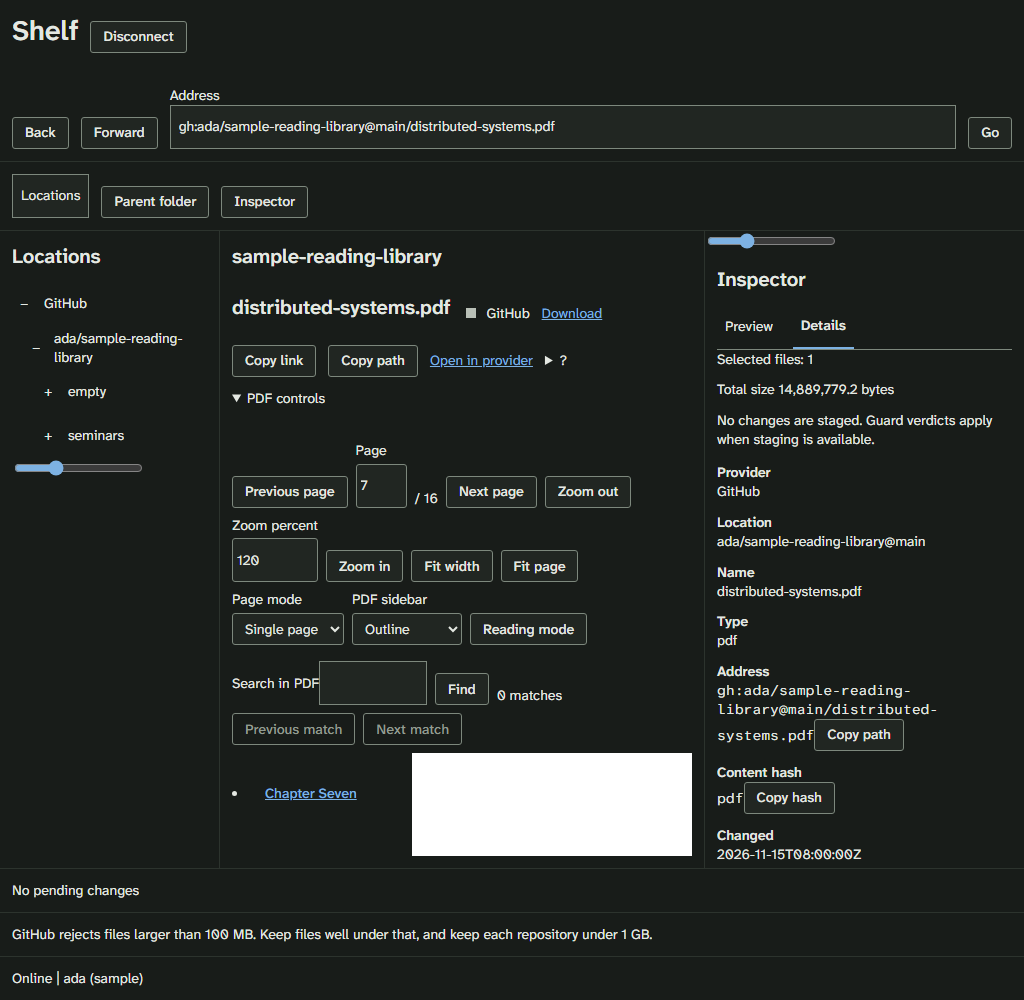 Shelf
Disconnect
Address
Back
Forward
gh:ada/sample-reading-library@main/distributed-systems.pdf
Go
Locations
Parent folder
Inspector
Locations
– GitHub
– ada/sample-reading-
library
+ empty
+ seminars
sample-reading-library
distributed-systems.pdf
GitHub
Download
Copy link
Copy path
Open in provider
▶ ?
▼ PDF controls
Page
Previous page
7
/ 16
Next page
Zoom out
Zoom percent
120
Zoom in
Fit width
Fit page
Page mode
PDF sidebar
Single page
Outline
Reading mode
Search in PDF
Find
0 matches
Previous match
Next match
• Chapter Seven
Inspector
Preview
Details
Selected files: 1
Total size 14,889,779.2 bytes
No changes are staged. Guard verdicts apply
when staging is available.
Provider
GitHub
Location
ada/sample-reading-library@main
Name
distributed-systems.pdf
Type
pdf
Address
gh:ada/sample-reading-
library@main/distributed-
systems.pdf
Copy path
Content hash
pdf
Copy hash
Changed
2026-11-15T08:00:00Z
No pending changes
GitHub rejects files larger than 100 MB. Keep files well under that, and keep each repository under 1 GB.
Online | ada (sample)